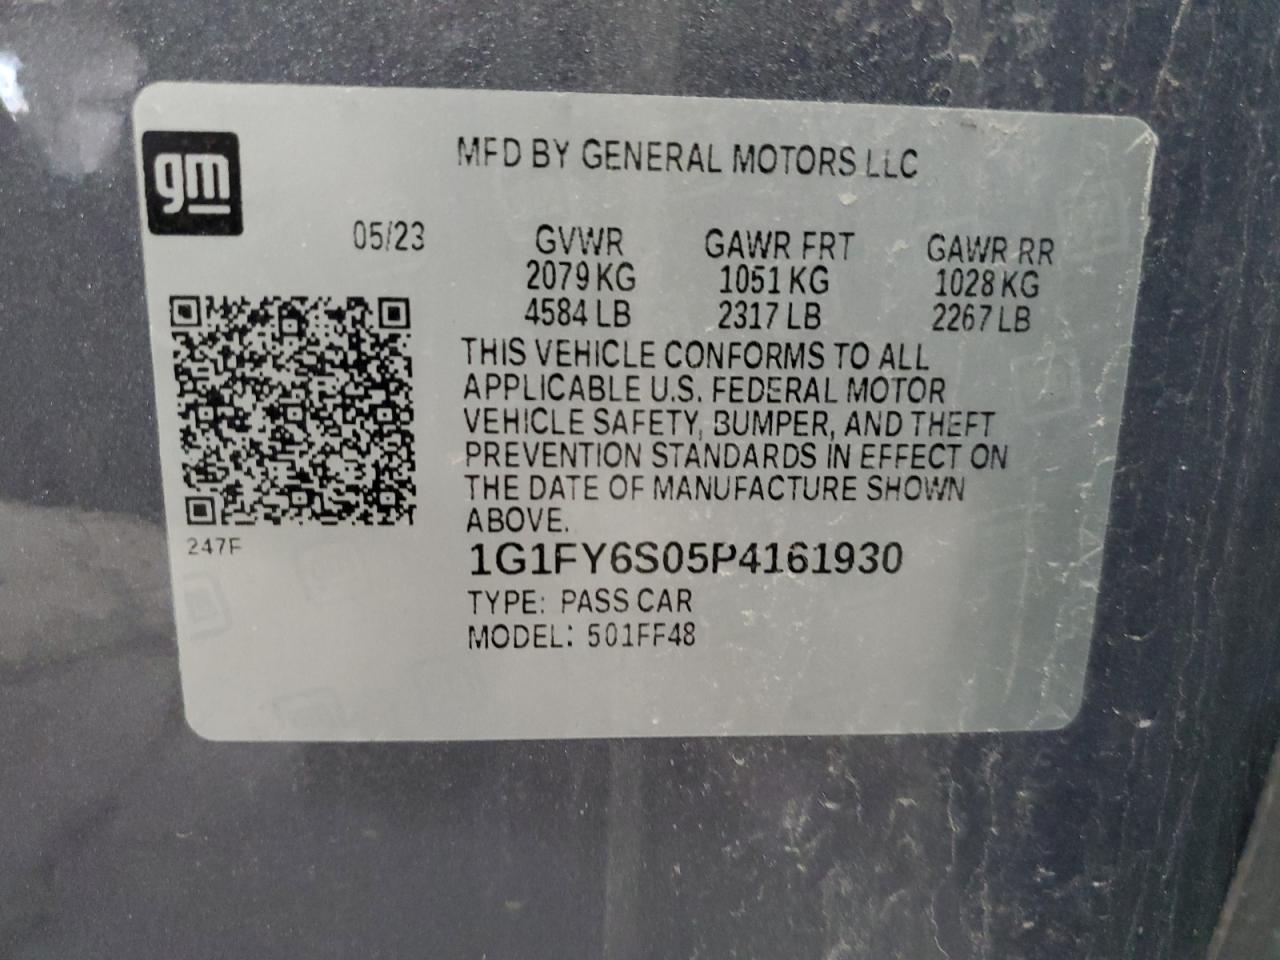 gm
MFD BY GENERAL MOTORS LLC
05/23 GVWR GAWR FRT GAWR RR
2079 KG 1051 KG 1028 KG
4584 LB 2317 LB 2267 LB
THIS VEHICLE CONFORMS TO ALL
APPLICABLE U.S. FEDERAL MOTOR
VEHICLE SAFETY, BUMPER, AND THEFT
PREVENTION STANDARDS IN EFFECT ON
THE DATE OF MANUFACTURE SHOWN
ABOVE.
247F
1G1FY6S05P4161930
TYPE: PASS CAR
MODEL: 501FF48